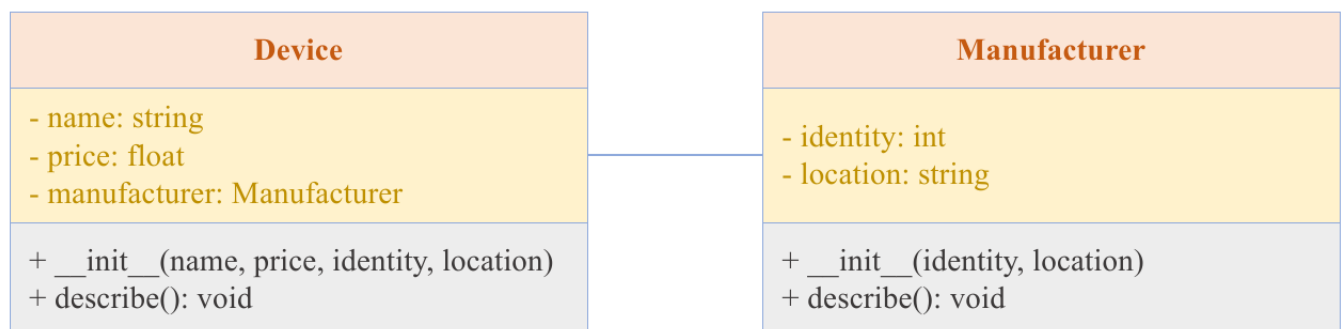 Device
- name: string
- price: float
- manufacturer: Manufacturer
+ __init__(name, price, identity, location)
+ describe(): void
Manufacturer
- identity: int
- location: string
+ __init__(identity, location)
+ describe(): void